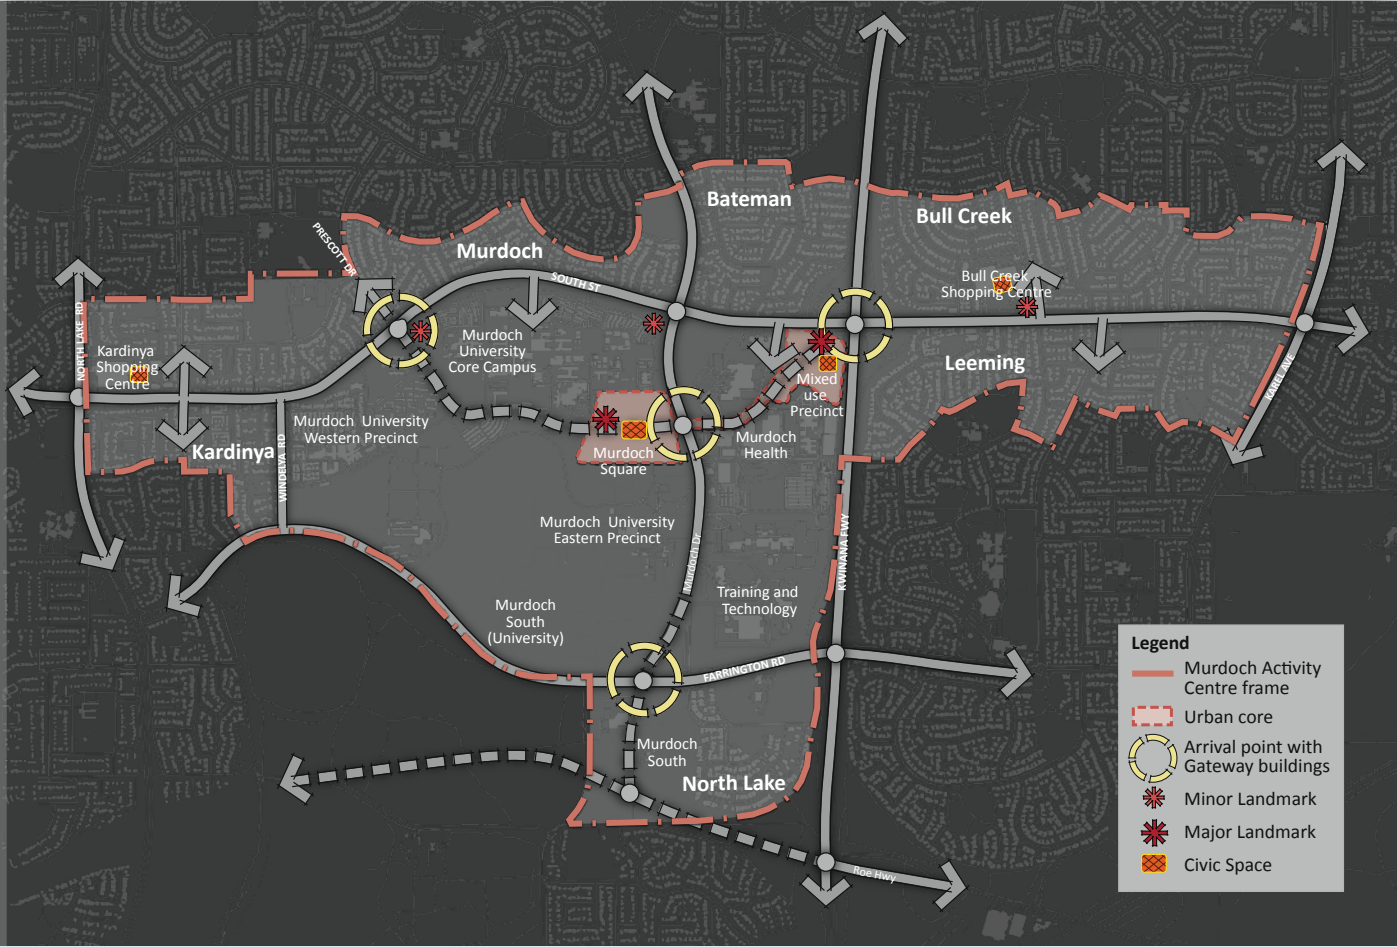 Bateman
Bull Creek
PRESCOTT DR
Murdoch
SOUTH ST
Bull Creek
Shopping Centre
NORTH LAKE RD
Kardinya
Shopping
Centre
Murdoch
University
Core Campus
Leeming
KAREL AVE
Mixed
use
Precinct
Murdoch University
Western Precinct
Kardinya
WINDELYA RD
Murdoch
Square
Murdoch
Health
Murdoch University
Eastern Precinct
Murdoch Dr
KWINANA FWY
Training and
Technology
Murdoch
South
(University)
FARRINGTON RD
Murdoch
South
North Lake
Roe Hwy
Legend
Murdoch Activity
Centre frame
Urban core
Arrival point with
Gateway buildings
Minor Landmark
Major Landmark
Civic Space